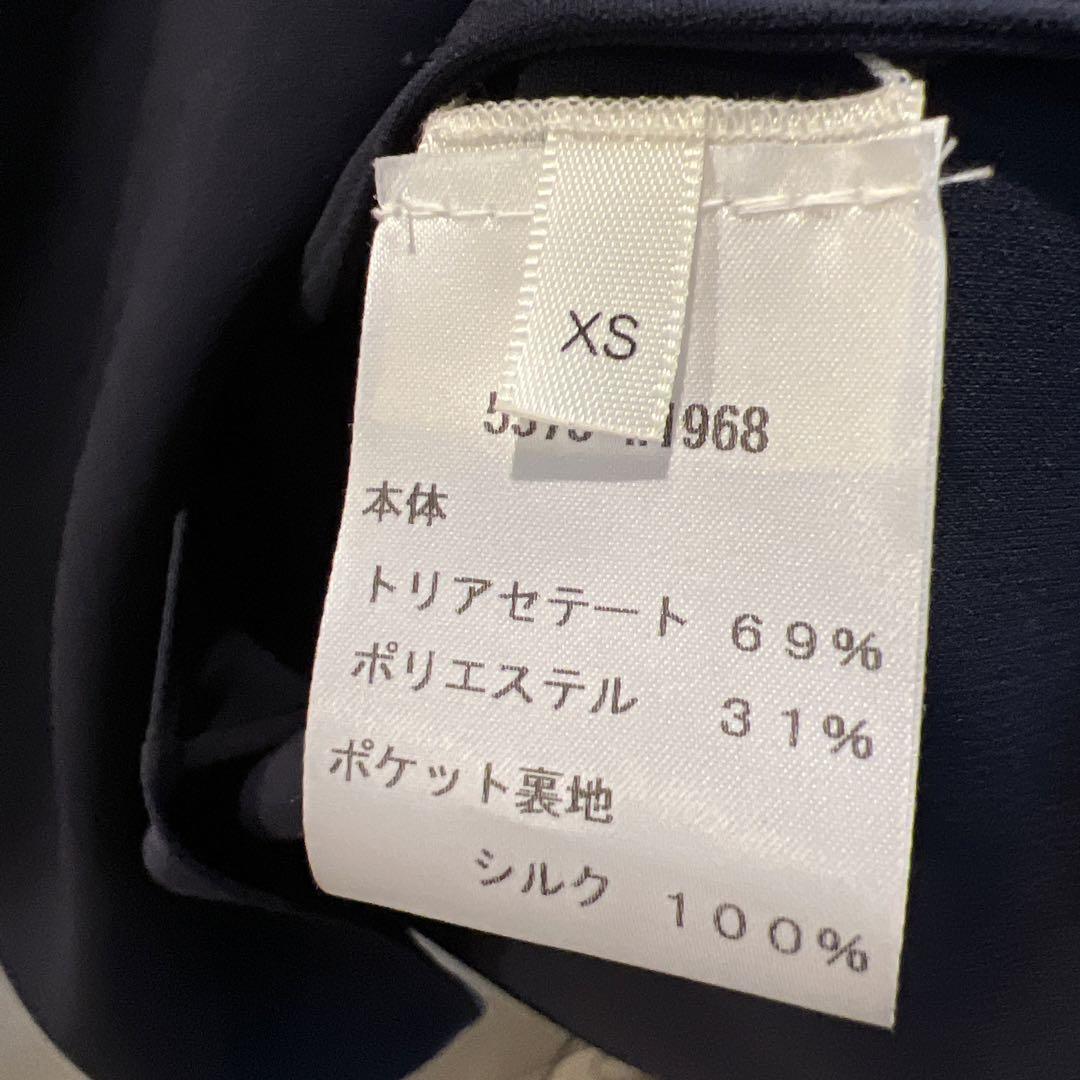 XS
1968
本体
トリアセテート 69%
ポリエステル 31%
ポケット裏地
シルク 100%